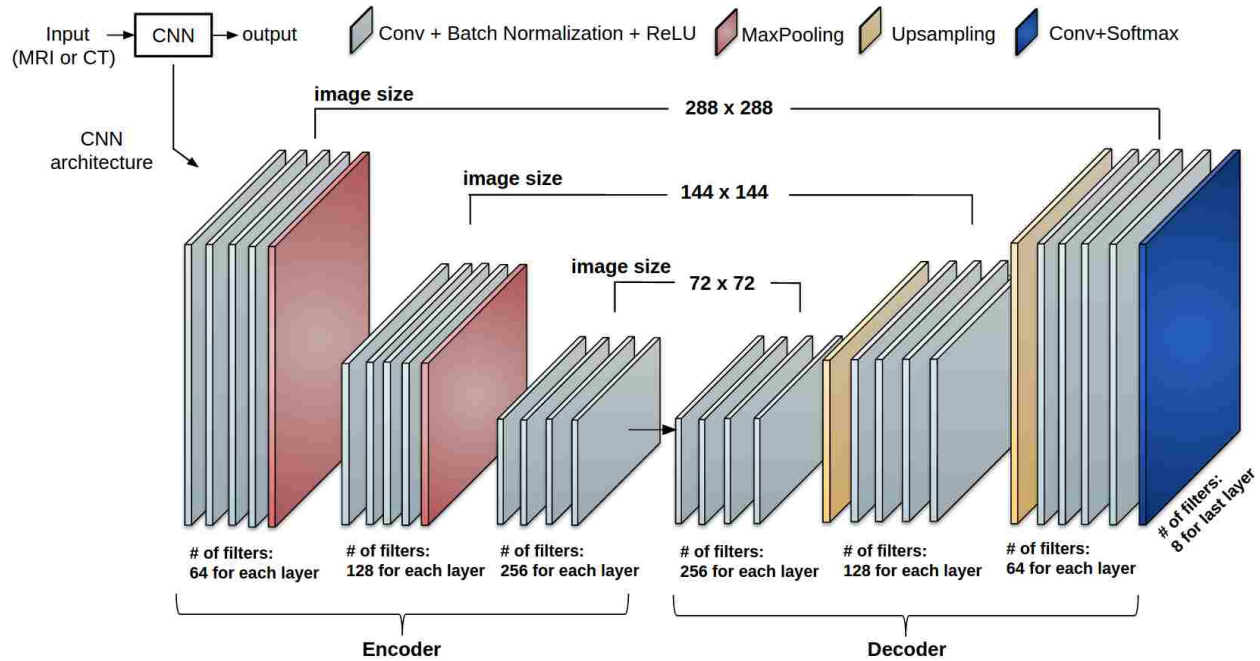 Input
(MRI or CT)
CNN
output
Conv + Batch Normalization + ReLU
MaxPooling
Upsampling
Conv+Softmax
CNN
architecture
image size
288 x 288
image size
144 x 144
image size
72 x 72
# of filters:
64 for each layer
# of filters:
128 for each layer
# of filters:
256 for each layer
# of filters:
256 for each layer
# of filters:
128 for each layer
# of filters:
64 for each layer
# of filters:
8 for last layer
Encoder
Decoder